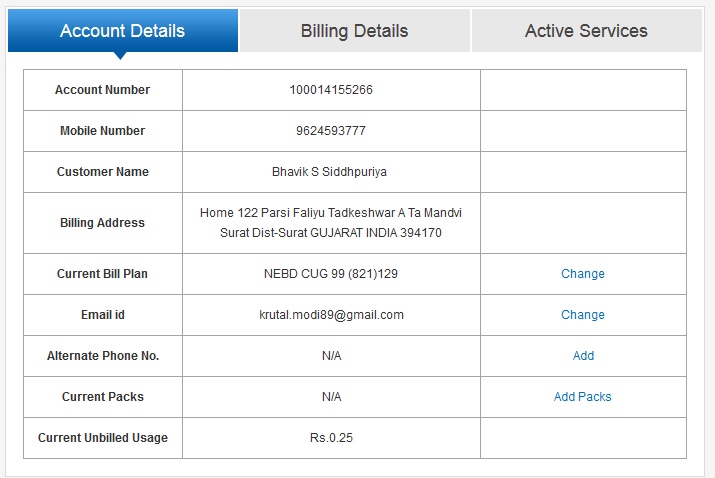 Account Details Billing Details Active Services
Account Number 100014155266
Mobile Number 9624593777
Customer Name Bhavik S Siddhpuriya
Billing Address Home 122 Parsi Faliyu Tadkeshwar A Ta Mandvi
Surat Dist-Surat GUJARAT INDIA 394170
Current Bill Plan NEBD CUG 99 (821)129 Change
Email id krutal.modi89@gmail.com Change
Alternate Phone No. N/A Add
Current Packs N/A Add Packs
Current Unbilled Usage Rs.0.25